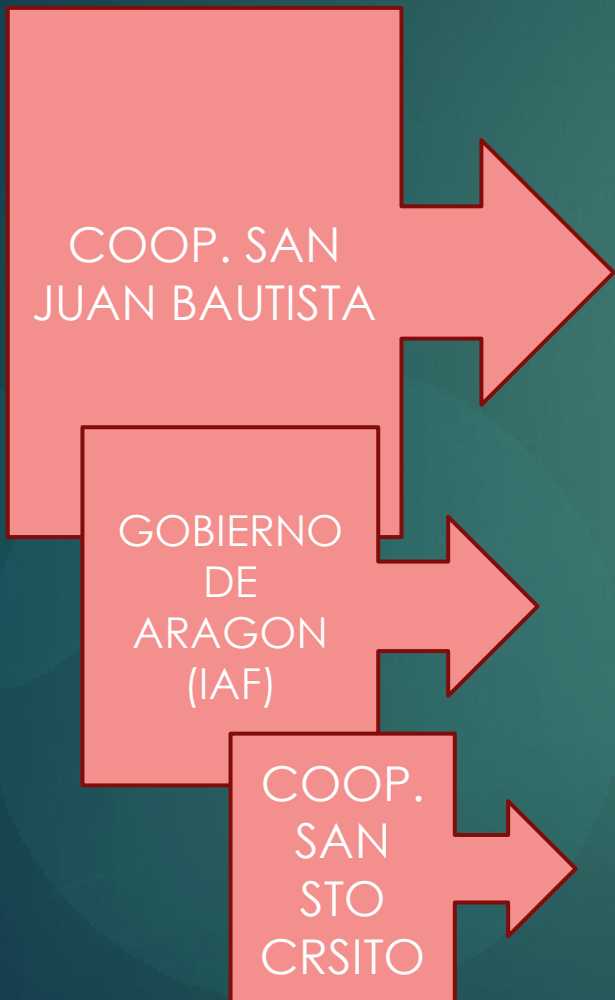 COOP. SAN
JUAN BAUTISTA
GOBIERNO
DE
ARAGON
(IAF)
COOP.
SAN
STO
CRSITO